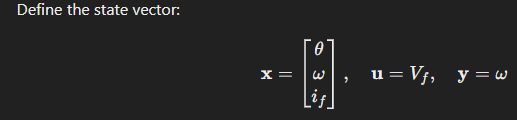 Define the state vector:
𝐱 = [θ ω i_f], 𝐮 = V_f, 𝐲 = ω